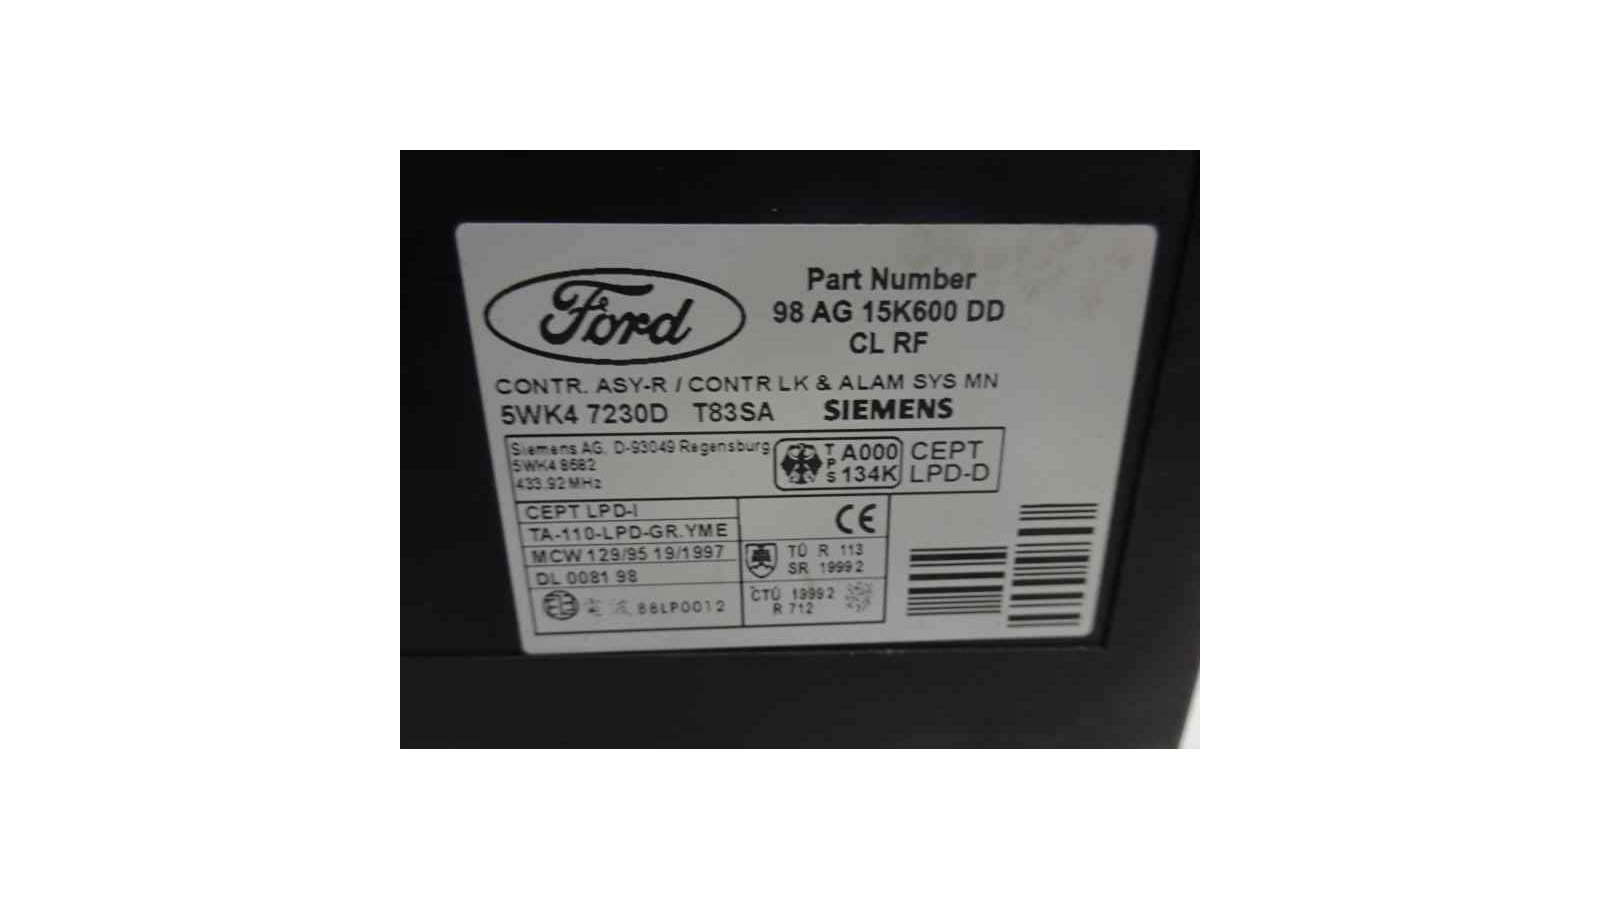 Ford
Part Number
98 AG 15K600 DD
CL RF
CONTR. ASY-R / CONTR LK & ALAM SYS MN
5WK4 7230D T83SA SIEMENS
Siemens AG. D-93049 Regensburg
5WK4 8682
433.92 MHz
T P S A000 134K
CEPT LPD-D
CEPT LPD-I
TA-110-LPD-GR.YME
MCW 129/95 19/1997
DL 0081 98
88LP0012
CE
TÚ R 113
SR 1999 2
ČTÚ 1999 2
R 712